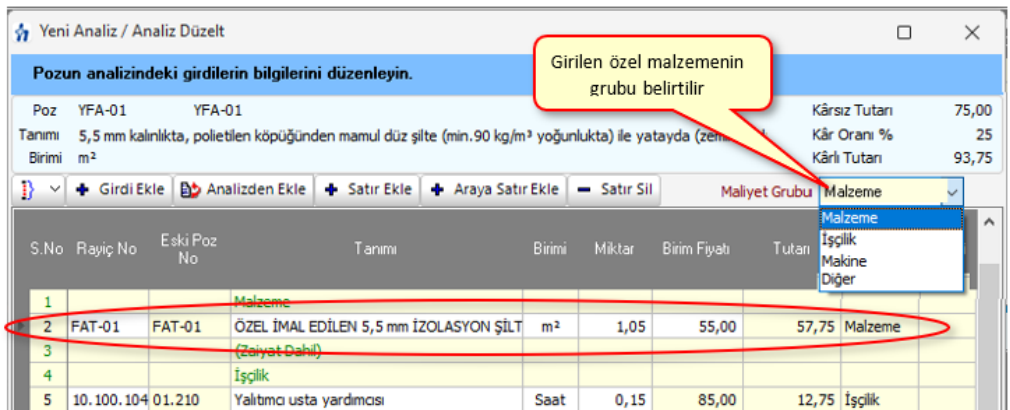 Yeni Analiz / Analiz Düzelt
Girilen özel malzemenin
grubu belirtilir
Pozun analizindeki girdilerin bilgilerini düzenleyin.
Poz YFA-01 YFA-01 Kârsız Tutarı 75,00
Tanımı 5,5 mm kalınlıkta, polietilen köpüğünden mamul düz şilte (min.90 kg/m³ yoğunlukta) ile yatayda Kâr Oranı % 25
Birimi m² Kârlı Tutarı 93,75
Girdi Ekle Analizden Ekle Satır Ekle Araya Satır Ekle Satır Sil Maliyet Grubu Malzeme
Malzeme
İşçilik
Makine
Diğer
S.No Rayiç No Eski Poz No Tanımı Birimi Miktar Birim Fiyatı Tutarı
1 Malzeme
2 FAT-01 FAT-01 ÖZEL İMAL EDİLEN 5,5 mm İZOLASYON ŞİLT m² 1,05 55,00 57,75 Malzeme
3 (Zaiyat Dahil)
4 İşçilik
5 10.100.104 01.210 Yalıtımcı usta yardımcısı Saat 0,15 85,00 12,75 İşçilik